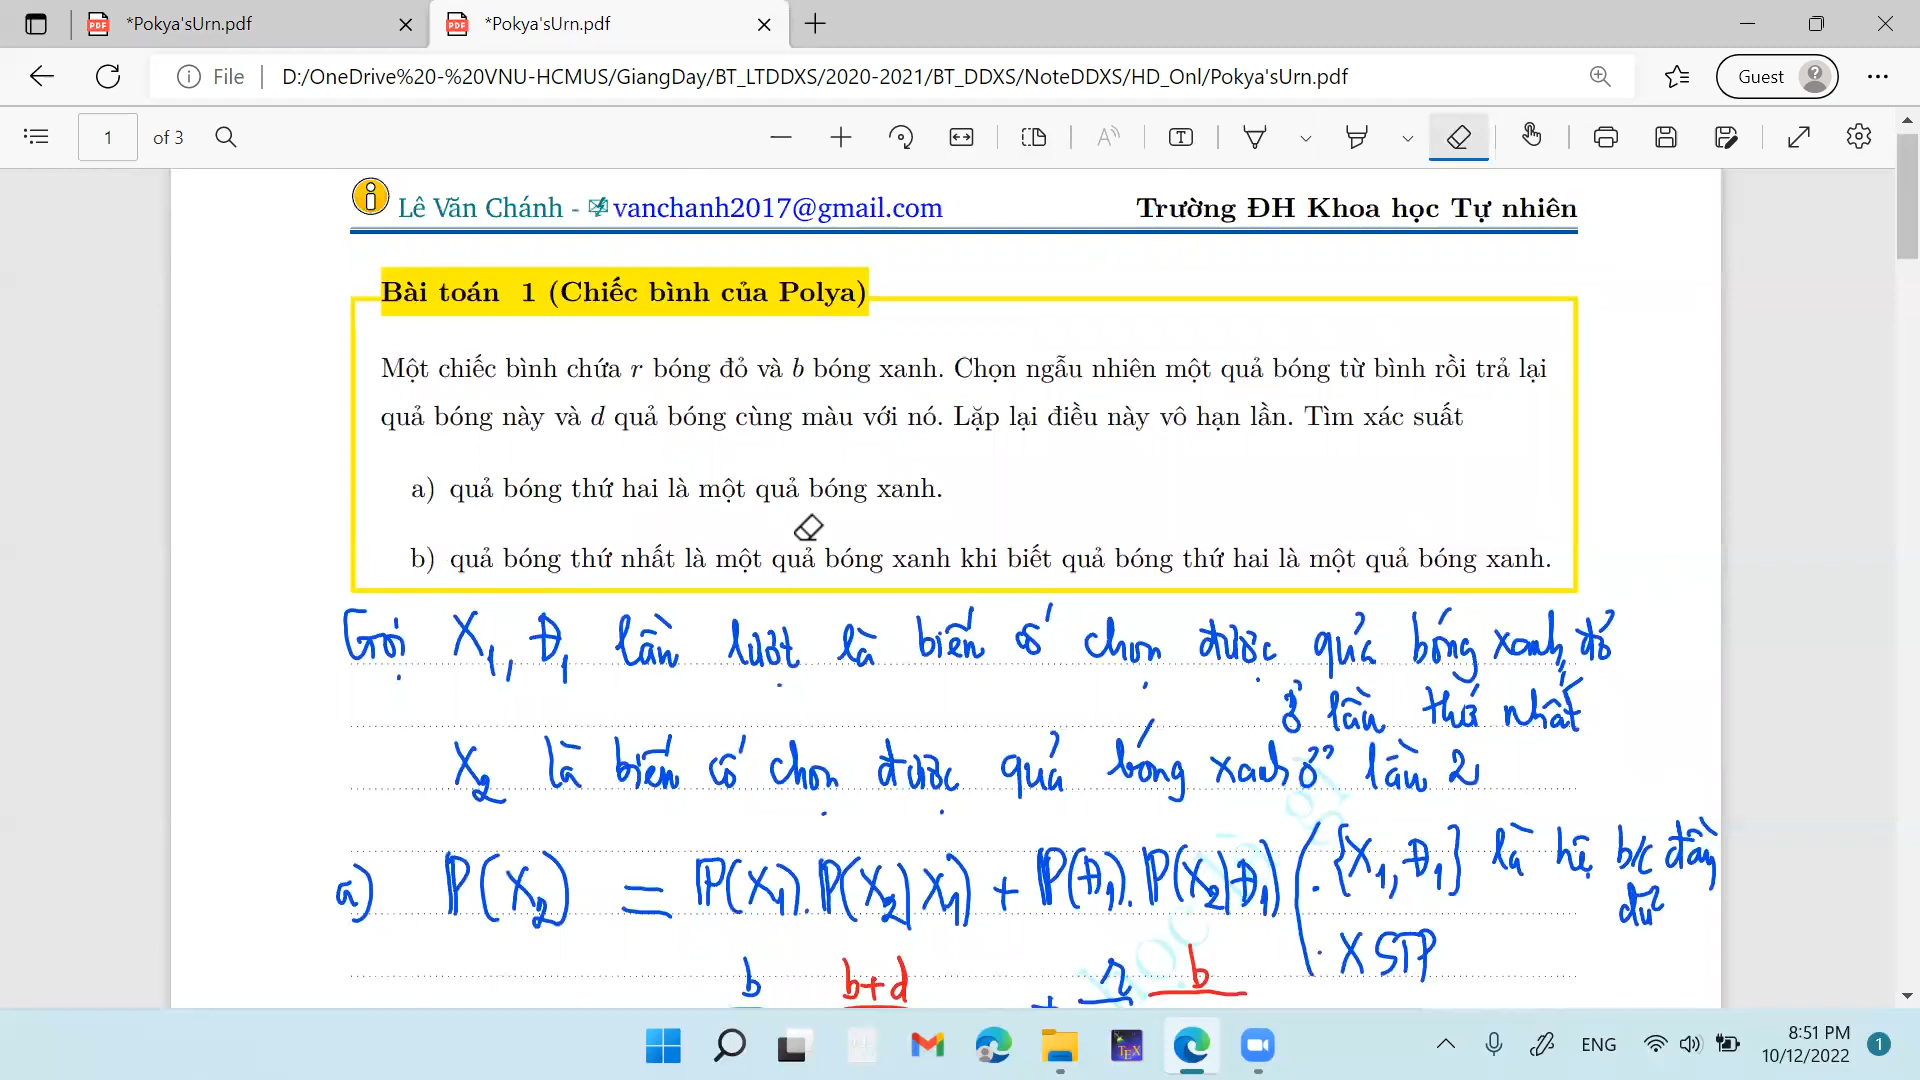 *Pokya'sUrn.pdf
*Pokya'sUrn.pdf
File
D:/OneDrive%20-%20VNU-HCMUS/GiangDay/BT_LTDDXS/2020-2021/BT_DDXS/NoteDDXS/HD_Onl/Pokya'sUrn.pdf
Guest
1 of 3
Lê Văn Chánh - vanchanh2017@gmail.com
Trường ĐH Khoa học Tự nhiên
Bài toán 1 (Chiếc bình của Polya)
Một chiếc bình chứa r bóng đỏ và b bóng xanh. Chọn ngẫu nhiên một quả bóng từ bình rồi trả lại
quả bóng này và d quả bóng cùng màu với nó. Lặp lại điều này vô hạn lần. Tìm xác suất
a) quả bóng thứ hai là một quả bóng xanh.
b) quả bóng thứ nhất là một quả bóng xanh khi biết quả bóng thứ hai là một quả bóng xanh.
Gọi X₁, Đ₁ lần lượt là biến cố chọn được quả bóng xanh, đỏ
ở lần thứ nhất
X₂ là biến cố chọn được quả bóng xanh ở lần 2
a) P(X₂) = P(X₁).P(X₂|X₁) + P(Đ₁).P(X₂|Đ₁) (. {X₁, Đ₁} là hệ b/c đầy
đủ
. XSTP
b b+d + r b
ENG
8:51 PM
10/12/2022
1